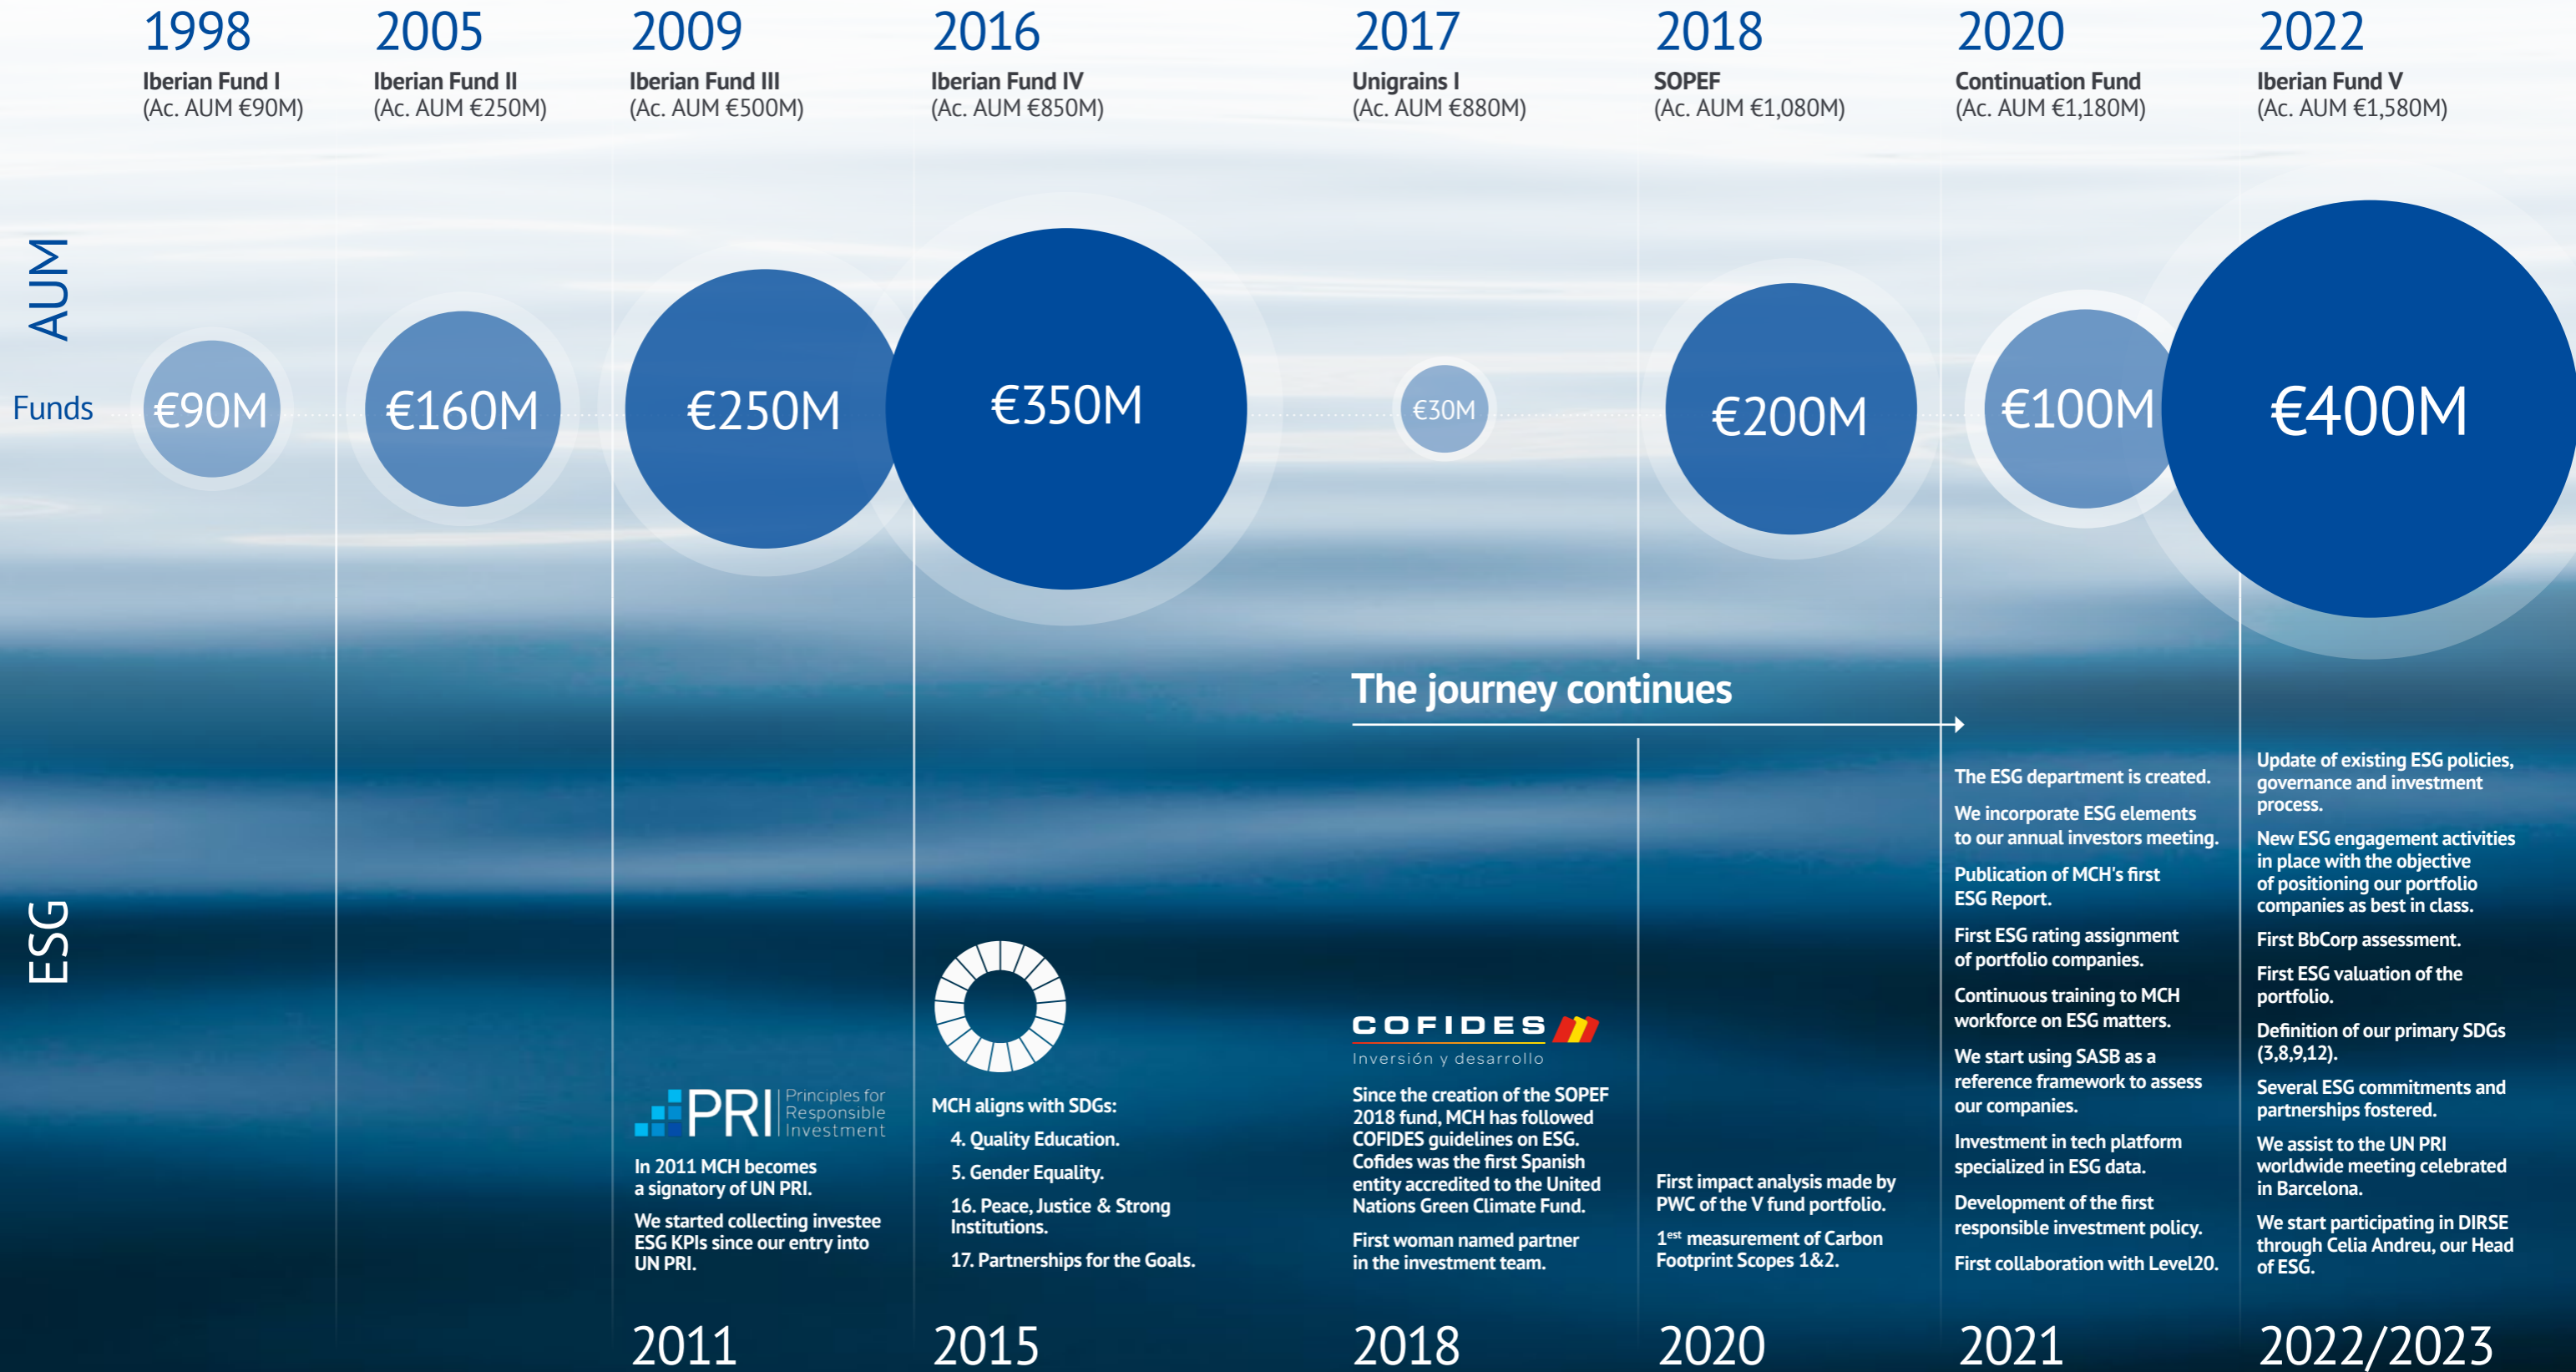 1998
Iberian Fund I
(Ac. AUM €90M)
2005
Iberian Fund II
(Ac. AUM €250M)
2009
Iberian Fund III
(Ac. AUM €500M)
2016
Iberian Fund IV
(Ac. AUM €850M)
2017
Unigrains I
(Ac. AUM €880M)
2018
SOPEF
(Ac. AUM €1,080M)
2020
Continuation Fund
(Ac. AUM €1,180M)
2022
Iberian Fund V
(Ac. AUM €1,580M)
AUM
Funds
€90M
€160M
€250M
€350M
€30M
€200M
€100M
€400M
The journey continues
ESG
PRI
Principles for
Responsible
Investment
In 2011 MCH becomes
a signatory of UN PRI.
We started collecting investee
ESG KPIs since our entry into
UN PRI.
2011
MCH aligns with SDGs:
4. Quality Education.
5. Gender Equality.
16. Peace, Justice & Strong
Institutions.
17. Partnerships for the Goals.
2015
COFIDES
Inversión y desarrollo
Since the creation of the SOPEF
2018 fund, MCH has followed
COFIDES guidelines on ESG.
Cofides was the first Spanish
entity accredited to the United
Nations Green Climate Fund.
First woman named partner
in the investment team.
2018
First impact analysis made by
PWC of the V fund portfolio.
1est measurement of Carbon
Footprint Scopes 1&2.
2020
The ESG department is created.
We incorporate ESG elements
to our annual investors meeting.
Publication of MCH's first
ESG Report.
First ESG rating assignment
of portfolio companies.
Continuous training to MCH
workforce on ESG matters.
We start using SASB as a
reference framework to assess
our companies.
Investment in tech platform
specialized in ESG data.
Development of the first
responsible investment policy.
First collaboration with Level20.
2021
Update of existing ESG policies,
governance and investment
process.
New ESG engagement activities
in place with the objective
of positioning our portfolio
companies as best in class.
First BbCorp assessment.
First ESG valuation of the
portfolio.
Definition of our primary SDGs
(3,8,9,12).
Several ESG commitments and
partnerships fostered.
We assist to the UN PRI
worldwide meeting celebrated
in Barcelona.
We start participating in DIRSE
through Celia Andreu, our Head
of ESG.
2022/2023